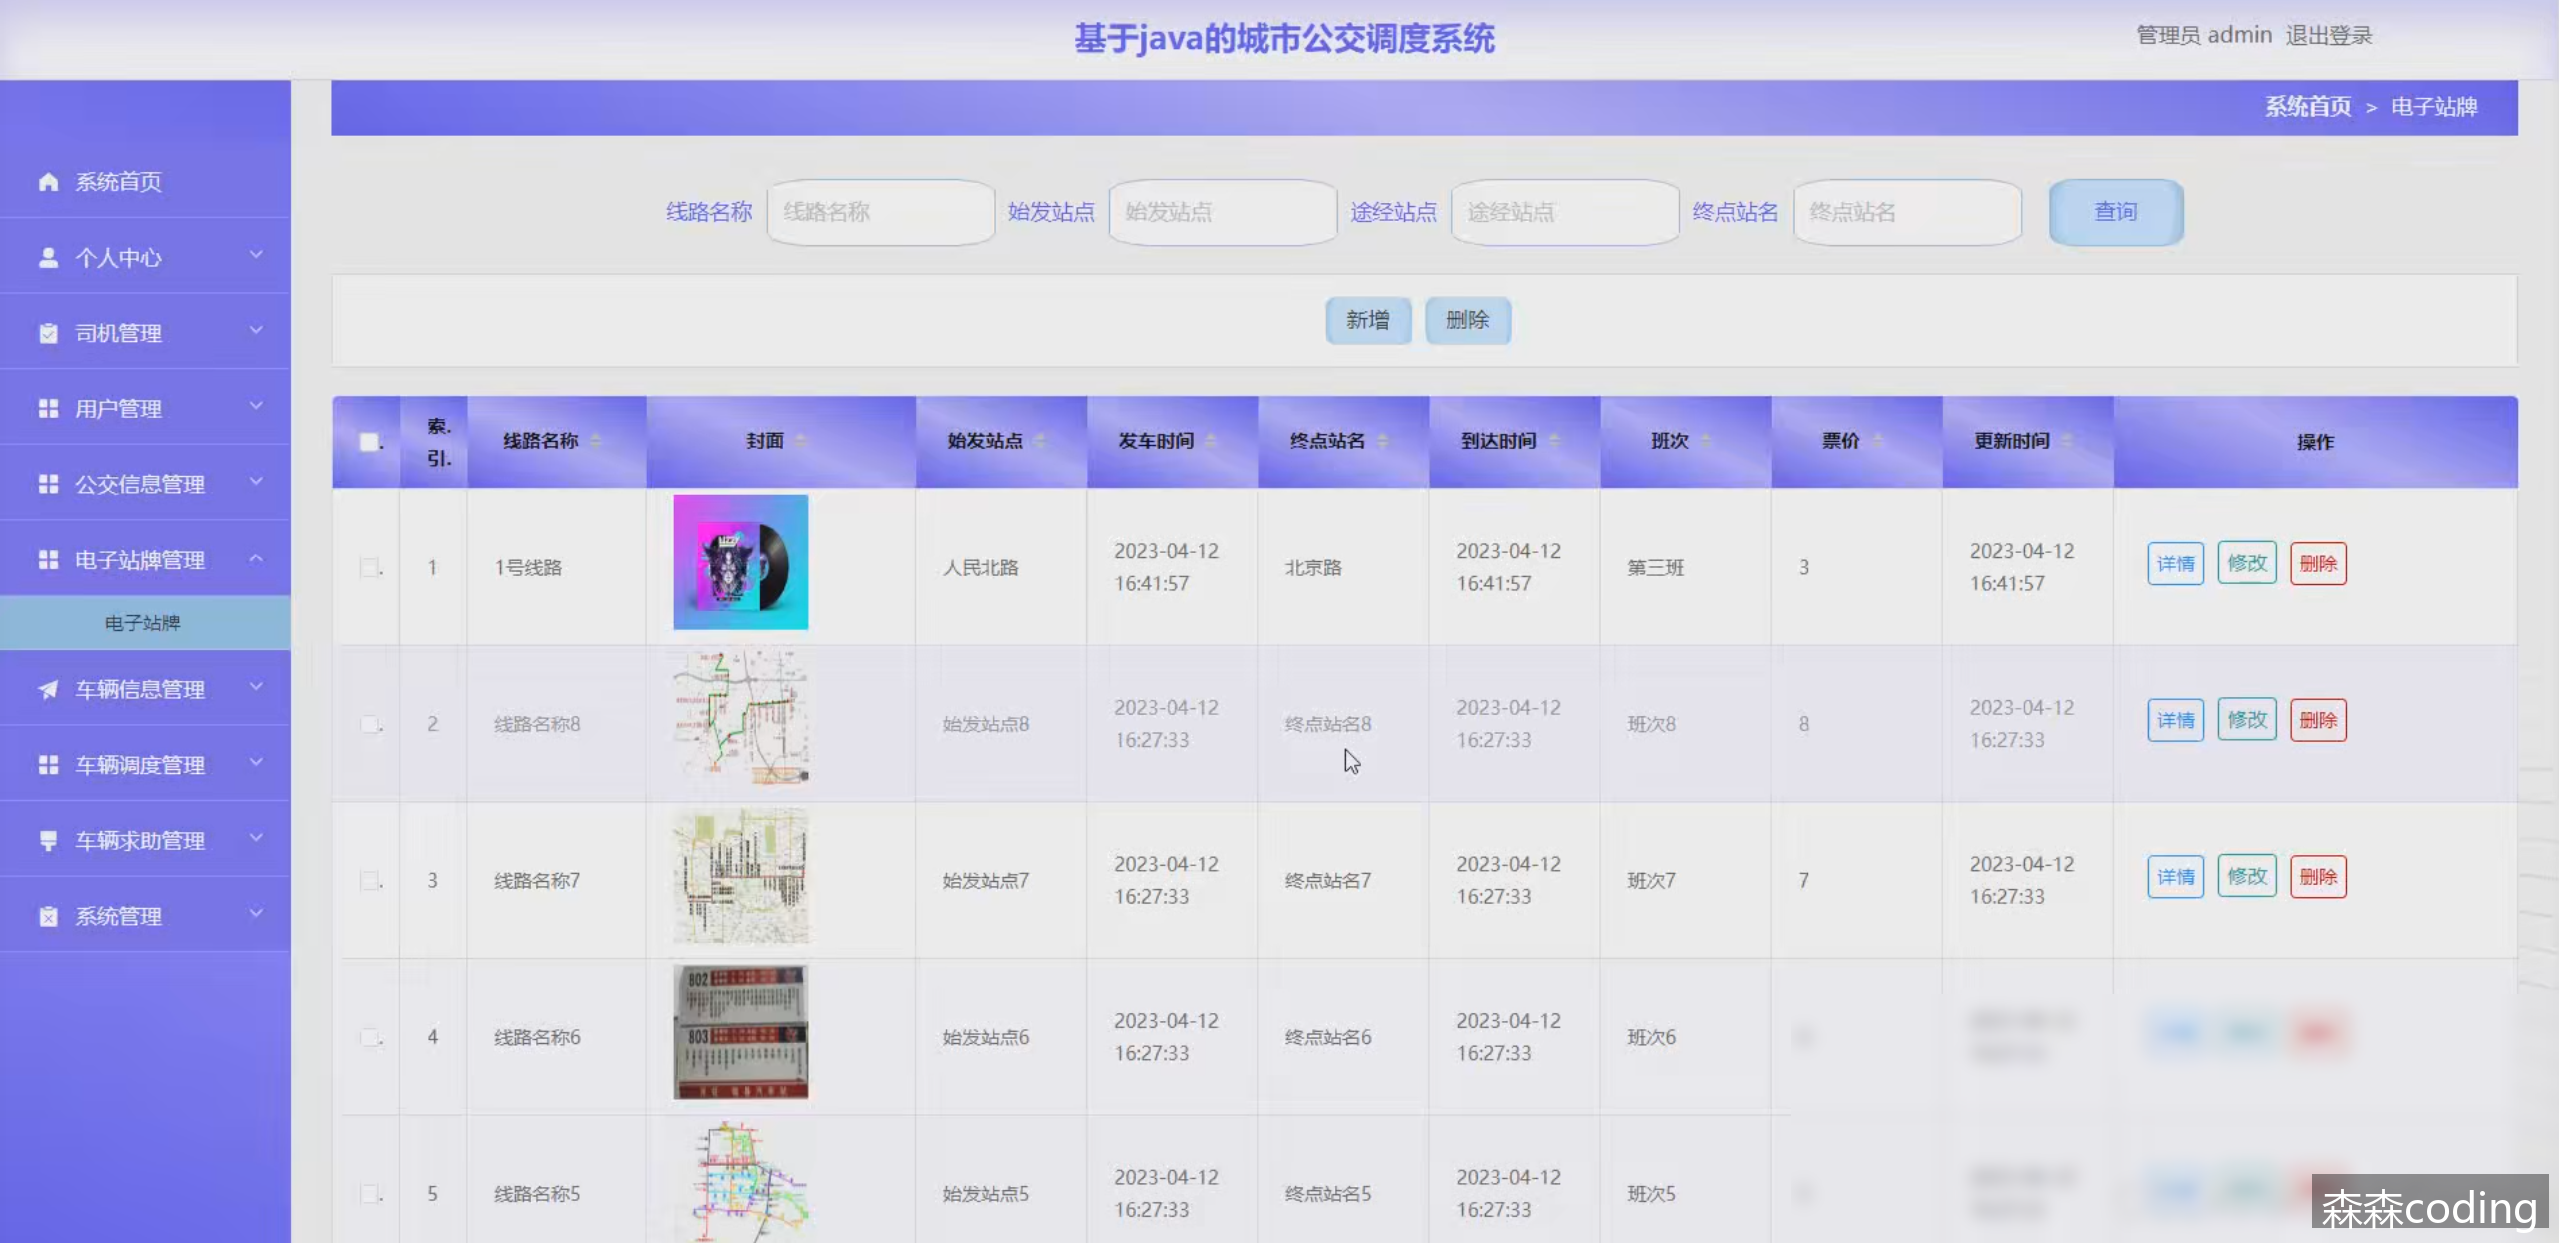 基于java的城市公交调度系统
管理员 admin 退出登录
系统首页 > 电子站牌
系统首页
个人中心
司机管理
用户管理
公交信息管理
电子站牌管理
电子站牌
车辆信息管理
车辆调度管理
车辆求助管理
系统管理
线路名称 线路名称 始发站点 始发站点 途经站点 途经站点 终点站名 终点站名 查询
新增 删除
索. 引. 线路名称 封面 始发站点 发车时间 终点站名 到达时间 班次 票价 更新时间 操作
1 1号线路 人民北路 2023-04-12 16:41:57 北京路 2023-04-12 16:41:57 第三班 3 2023-04-12 16:41:57 详情 修改 删除
2 线路名称8 始发站点8 2023-04-12 16:27:33 终点站名8 2023-04-12 16:27:33 班次8 8 2023-04-12 16:27:33 详情 修改 删除
3 线路名称7 始发站点7 2023-04-12 16:27:33 终点站名7 2023-04-12 16:27:33 班次7 7 2023-04-12 16:27:33 详情 修改 删除
4 线路名称6 802 803 始发站点6 2023-04-12 16:27:33 终点站名6 2023-04-12 16:27:33 班次6
5 线路名称5 始发站点5 2023-04-12 16:27:33 终点站名5 2023-04-12 16:27:33 班次5
森森coding